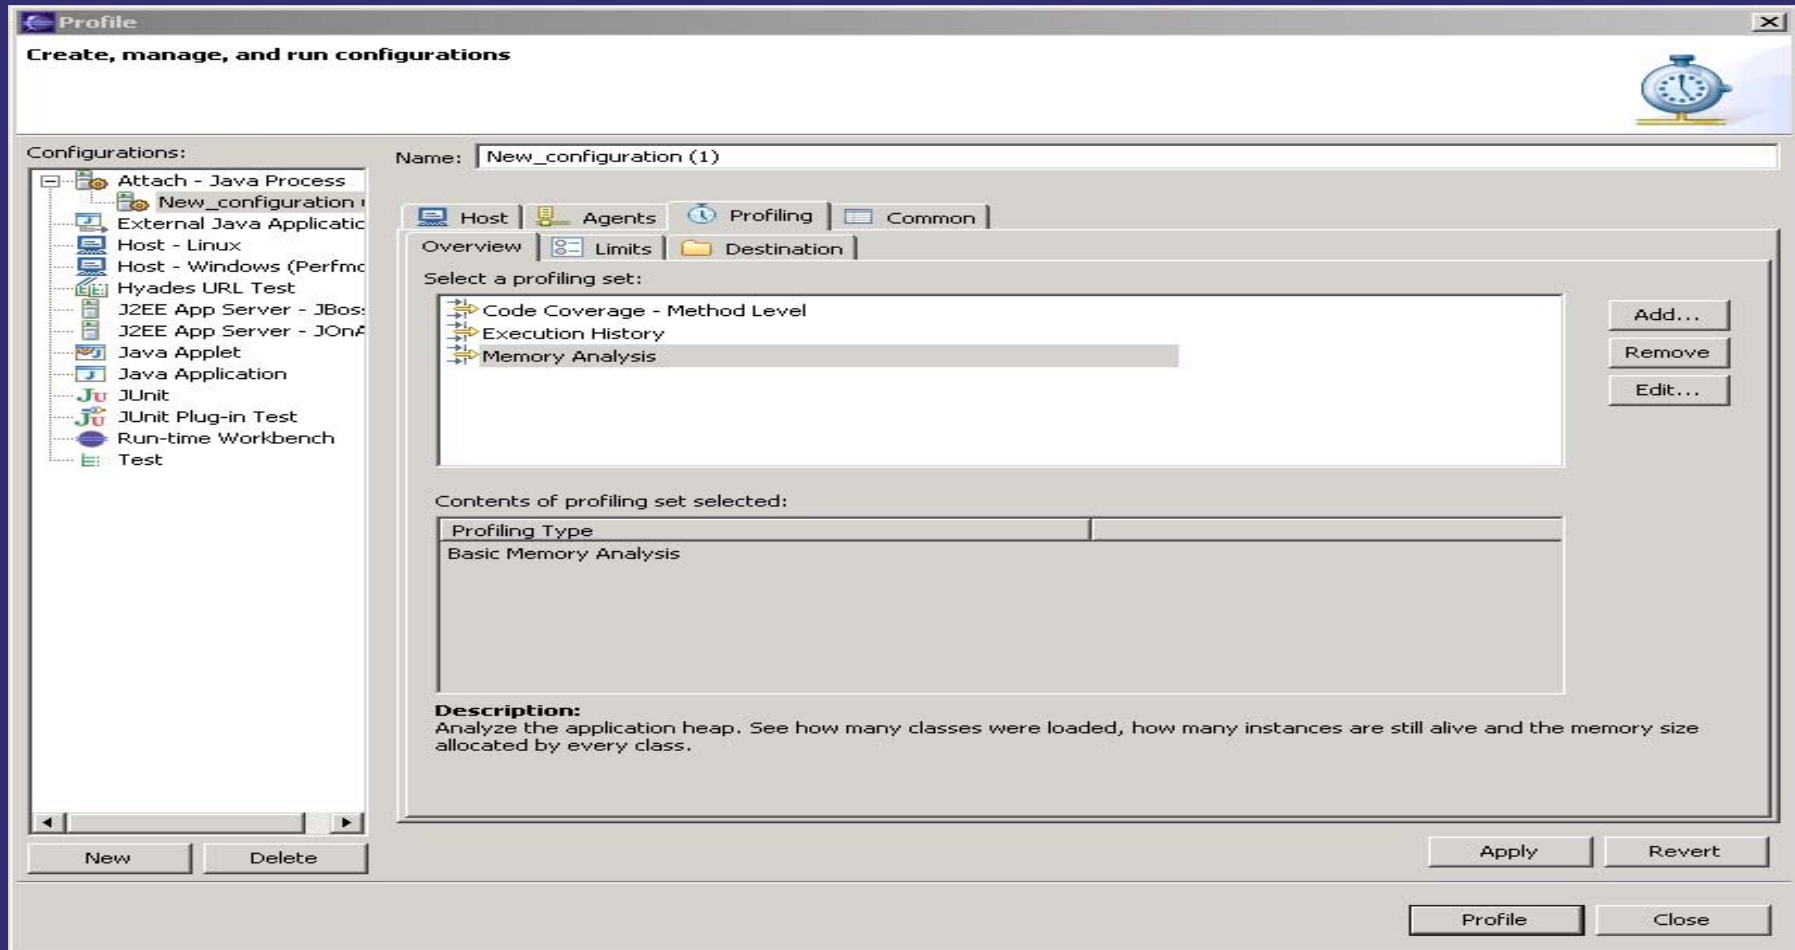 Profile
Create, manage, and run configurations
Configurations:
Attach - Java Process
New_configuration
External Java Applicatic
Host - Linux
Host - Windows (Perfmo
Hyades URL Test
J2EE App Server - JBos
J2EE App Server - JOnA
Java Applet
Java Application
JUnit
JUnit Plug-in Test
Run-time Workbench
Test
New
Delete
Name: New_configuration (1)
Host Agents Profiling Common
Overview Limits Destination
Select a profiling set:
Code Coverage - Method Level
Execution History
Memory Analysis
Add...
Remove
Edit...
Contents of profiling set selected:
Profiling Type
Basic Memory Analysis
Description:
Analyze the application heap. See how many classes were loaded, how many instances are still alive and the memory size
allocated by every class.
Apply
Revert
Profile
Close